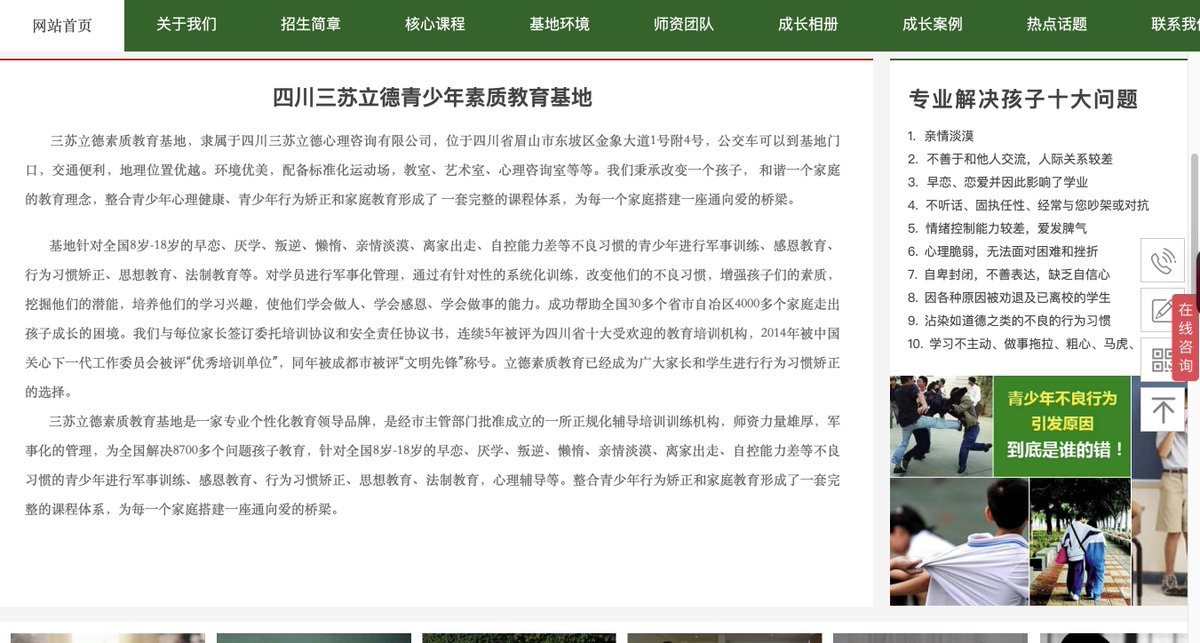 网站首页
关于我们
招生简章
核心课程
基地环境
师资团队
成长相册
成长案例
热点话题
联系我们
四川三苏立德青少年素质教育基地
三苏立德素质教育基地，隶属于四川三苏立德心理咨询有限公司，位于四川省眉山市东坡区金象大道1号附4号，公交车可以到基地门
口，交通便利，地理位置优越。环境优美，配备标准化运动场，教室、艺术室、心理咨询室等等。我们秉承改变一个孩子， 和谐一个家庭
的教育理念，整合青少年心理健康、青少年行为矫正和家庭教育形成了 一套完整的课程体系，为每一个家庭搭建一座通向爱的桥梁。
基地针对全国8岁-18岁的早恋、厌学、叛逆、懒惰、亲情淡漠、离家出走、自控能力差等不良习惯的青少年进行军事训练、感恩教育、
行为习惯矫正、思想教育、法制教育等。对学员进行军事化管理，通过有针对性的系统化训练，改变他们的不良习惯，增强孩子们的素质，
挖掘他们的潜能，培养他们的学习兴趣，使他们学会做人、学会感恩、学会做事的能力。成功帮助全国30多个省市自治区4000多个家庭走出
孩子成长的困境。我们与每位家长签订委托培训协议和安全责任协议书，连续5年被评为四川省十大受欢迎的教育培训机构，2014年被中国
关心下一代工作委员会被评“优秀培训单位”，同年被成都市被评“文明先锋”称号。立德素质教育已经成为广大家长和学生进行行为习惯矫正
的选择。
三苏立德素质教育基地是一家专业个性化教育领导品牌，是经市主管部门批准成立的一所正规化辅导培训训练机构，师资力量雄厚，军
事化的管理，为全国解决8700多个问题孩子教育，针对全国8岁-18岁的早恋、厌学、叛逆、懒惰、亲情淡漠、离家出走、自控能力差等不良
习惯的青少年进行军事训练、感恩教育、行为习惯矫正、思想教育、法制教育，心理辅导等。整合青少年行为矫正和家庭教育形成了一套完
整的课程体系，为每一个家庭搭建一座通向爱的桥梁。
专业解决孩子十大问题
1. 亲情淡漠
2. 不善于和他人交流，人际关系较差
3. 早恋、恋爱并因此影响了学业
4. 不听话、固执任性、经常与您吵架或对抗
5. 情绪控制能力较差，爱发脾气
6. 心理脆弱，无法面对困难和挫折
7. 自卑封闭，不善表达，缺乏自信心
8. 因各种原因被劝退及已离校的学生
9. 沾染如道德之类的不良的行为习惯
10. 学习不主动、做事拖拉、粗心、马虎、
在线咨询
青少年不良行为
引发原因
到底是谁的错！